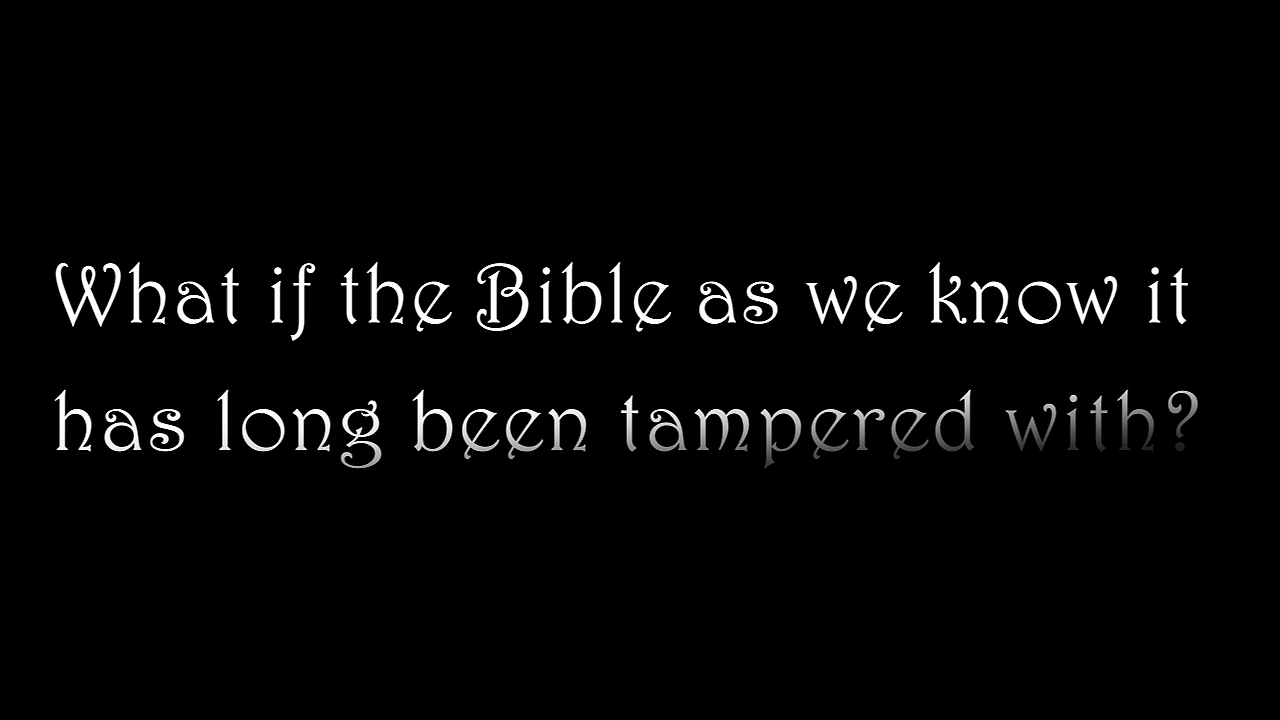 What if the Bible as we know it
has long been tampered with?